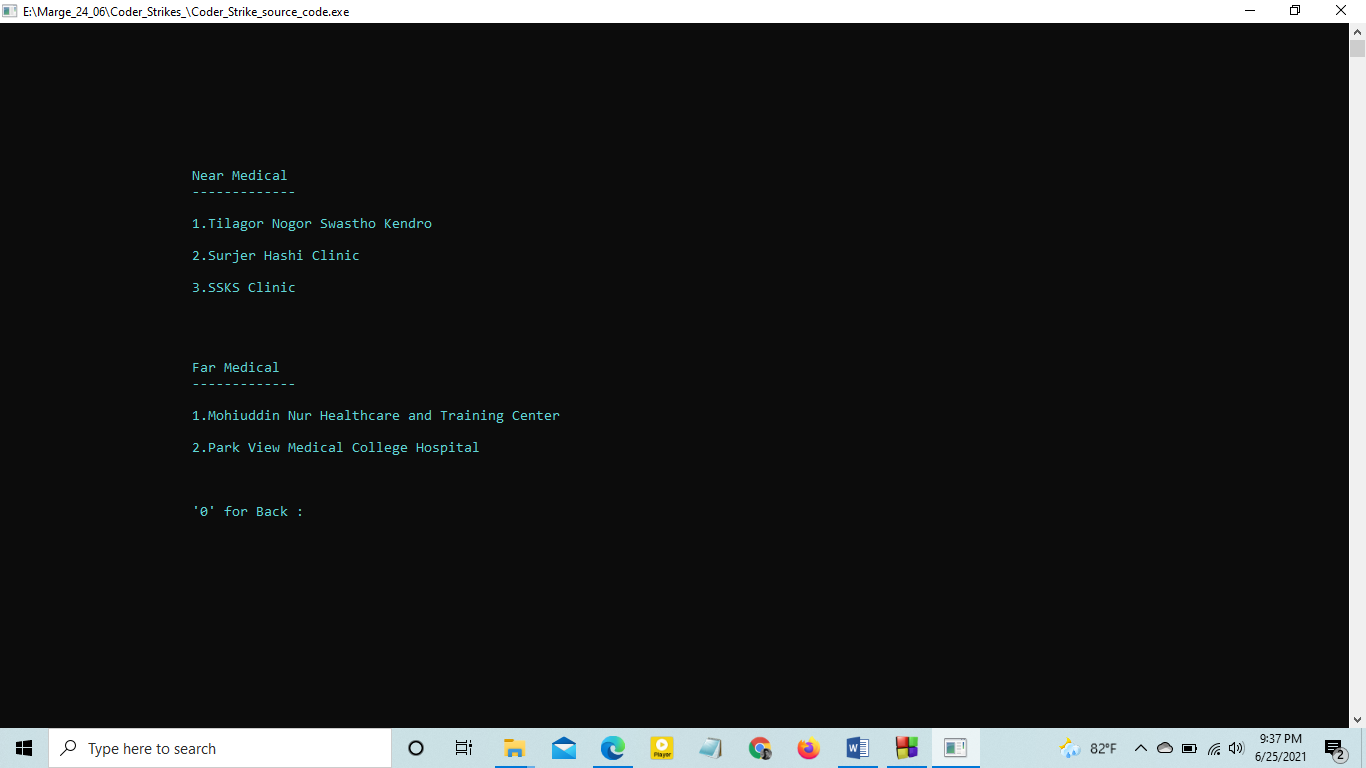 E:\Marge_24_06\Coder_Strikes_\Coder_Strike_source_code.exe
Near Medical
-------------
1.Tilagor Nogor Swastho Kendro
2.Surjer Hashi Clinic
3.SSKS Clinic
Far Medical
-------------
1.Mohiuddin Nur Healthcare and Training Center
2.Park View Medical College Hospital
'0' for Back :
Type here to search
Player
82°F
9:37 PM
6/25/2021
2